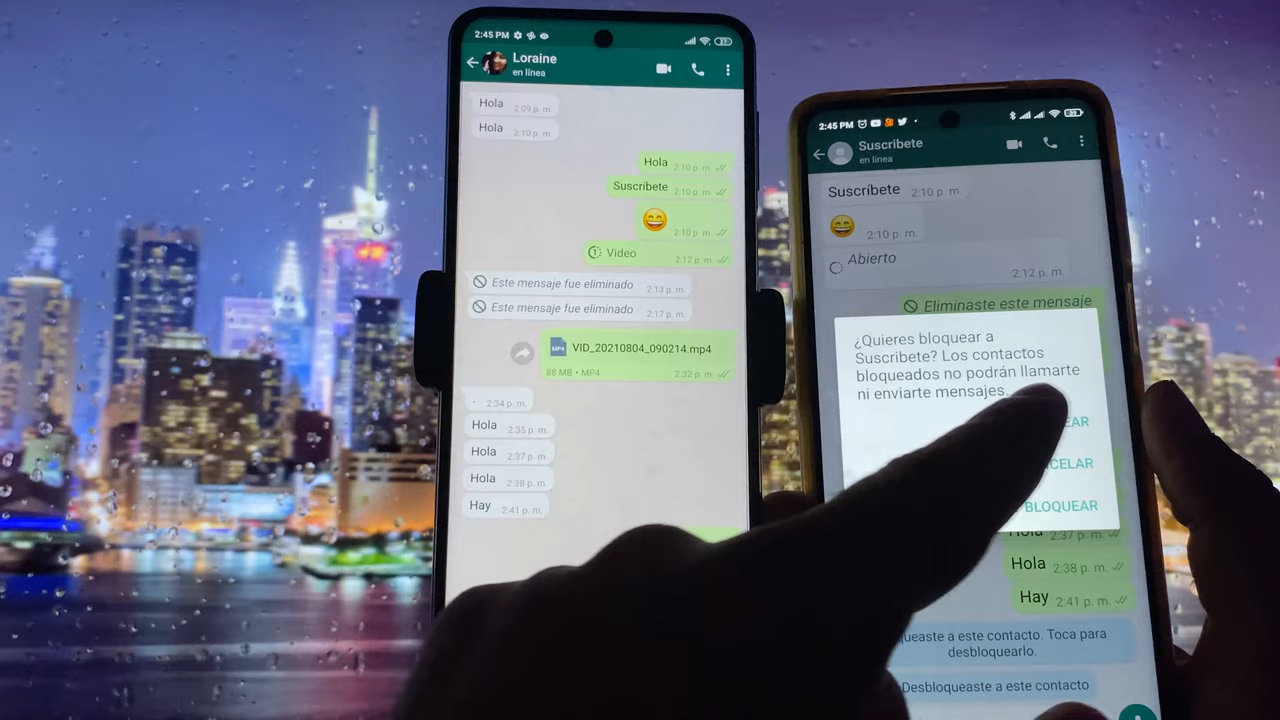 2:45 PM
Loraine
en línea
Hola 2:09 p. m.
Hola 2:10 p. m.
Hola 2:10 p. m.
Suscríbete 2:10 p. m.
2:10 p. m.
Video 2:12 p. m.
Este mensaje fue eliminado 2:13 p. m.
Este mensaje fue eliminado 2:17 p. m.
MP4 VID_20210804_090214.mp4
88 MB • MP4 2:32 p. m.
. 2:34 p. m.
Hola 2:35 p. m.
Hola 2:37 p. m.
Hola 2:38 p. m.
Hay 2:41 p. m.
2:45 PM
Suscribete
en línea
Suscríbete 2:10 p. m.
2:10 p. m.
Abierto
2:12 p. m.
Eliminaste este mensaje
¿Quieres bloquear a
Suscribete? Los contactos
bloqueados no podrán llamarte
ni enviarte mensajes.
EAR
CELAR
BLOQUEAR
Hola 2:37 p. m.
Hola 2:38 p. m.
Hay 2:41 p. m.
queaste a este contacto. Toca para
desbloquearlo.
Desbloqueaste a este contacto